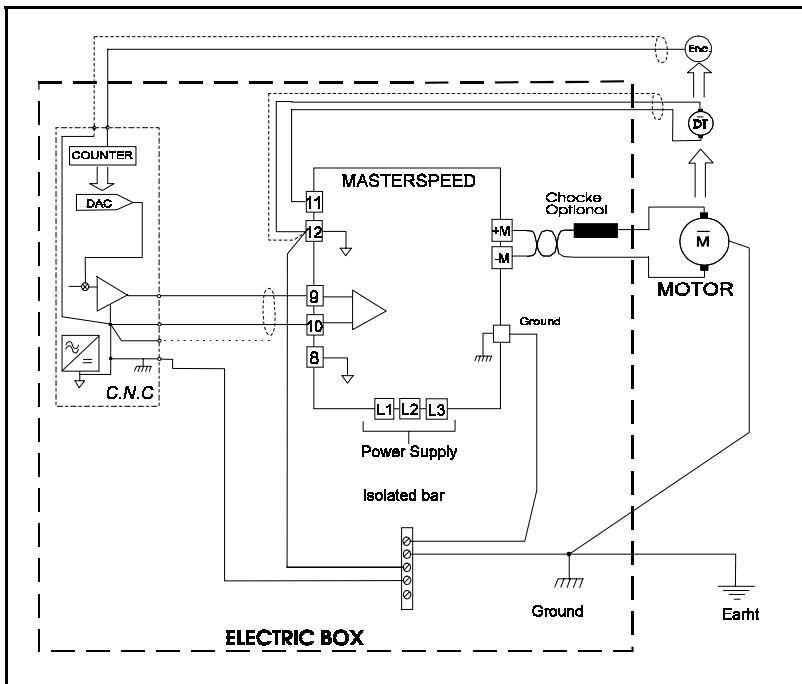 Enc.
DT
COUNTER
MASTERSPEED
DAC
11
Chocke
Optionol
12
+M
M
-M
MOTOR
9
10
Ground
8
C.N.C
L1 L2 L3
Power Supply
Isolated bar
Ground
Earht
ELECTRIC BOX